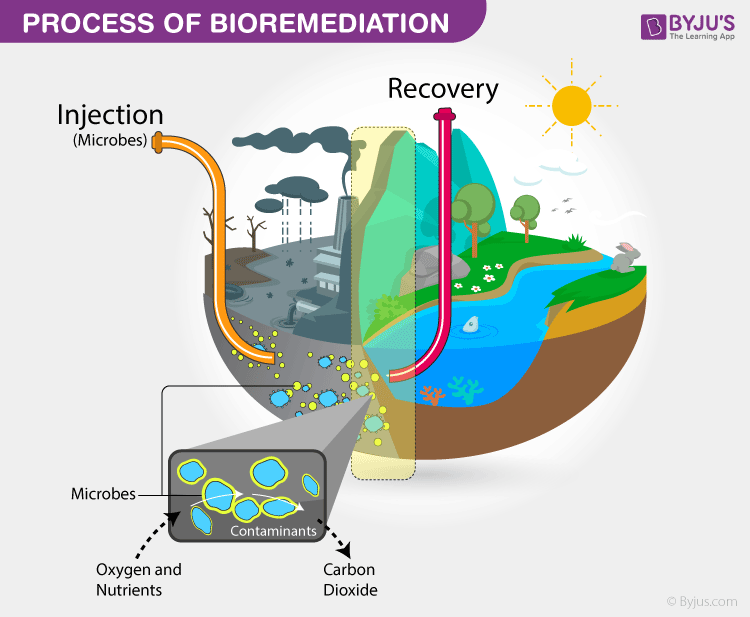 PROCESS OF BIOREMEDIATION
BYJU'S
The Learning App
Injection
(Microbes)
Recovery
Microbes
Contaminants
Oxygen and
Nutrients
Carbon
Dioxide
© Byjus.com